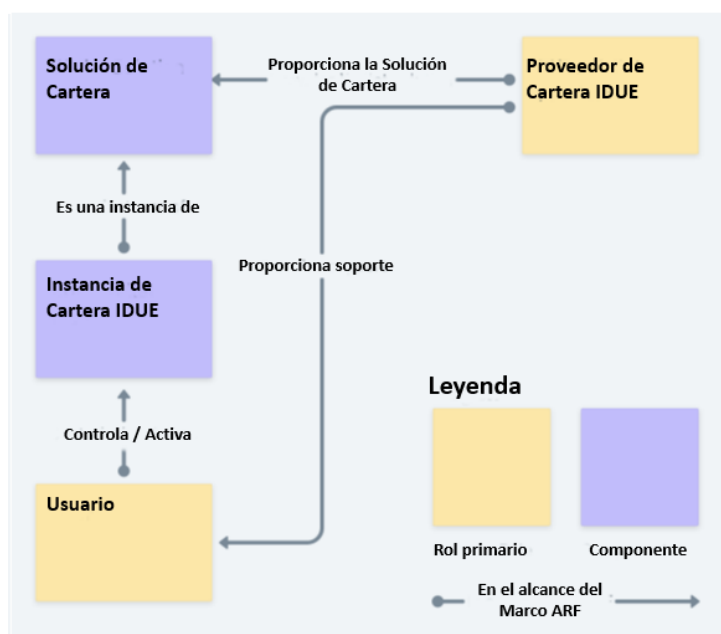 Solución de
Cartera
Proporciona la Solución
de Cartera
Proveedor de
Cartera IDUE
Es una instancia de
Proporciona soporte
Instancia de
Cartera IDUE
Controla / Activa
Usuario
Leyenda
Rol primario
Componente
En el alcance del
Marco ARF